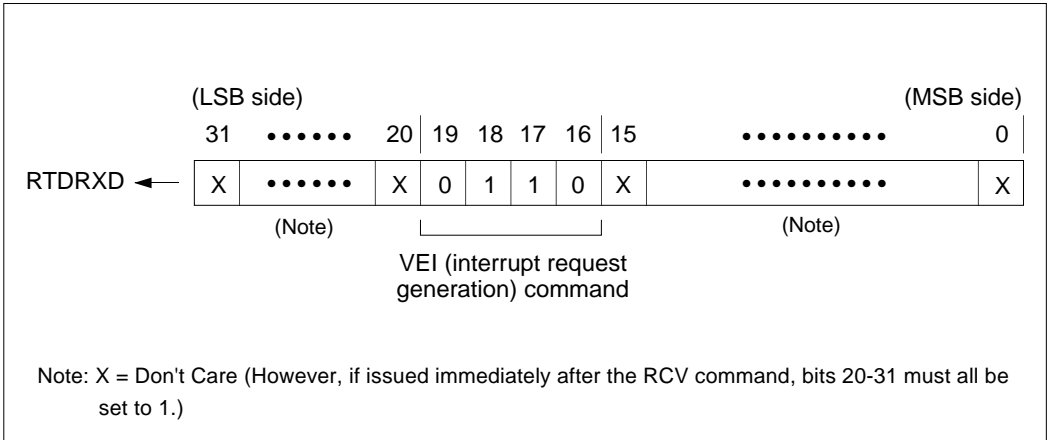 (LSB side) (MSB side)
31 •••••• 20 19 18 17 16 15 •••••••••• 0
RTDRXD X •••••• X 0 1 1 0 X •••••••••• X
(Note) (Note)
VEI (interrupt request
generation) command
Note: X = Don't Care (However, if issued immediately after the RCV command, bits 20-31 must all be
set to 1.)